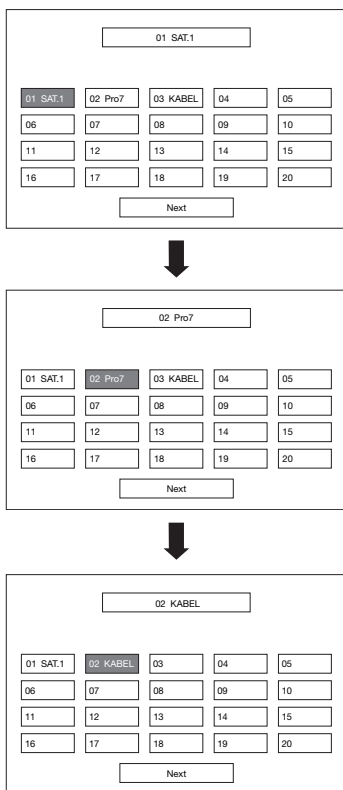 01 SAT.1
01 SAT.1 02 Pro7 03 KABEL 04 05
06 07 08 09 10
11 12 13 14 15
16 17 18 19 20
Next
02 Pro7
01 SAT.1 02 Pro7 03 KABEL 04 05
06 07 08 09 10
11 12 13 14 15
16 17 18 19 20
Next
02 KABEL
01 SAT.1 02 KABEL 03 04 05
06 07 08 09 10
11 12 13 14 15
16 17 18 19 20
Next